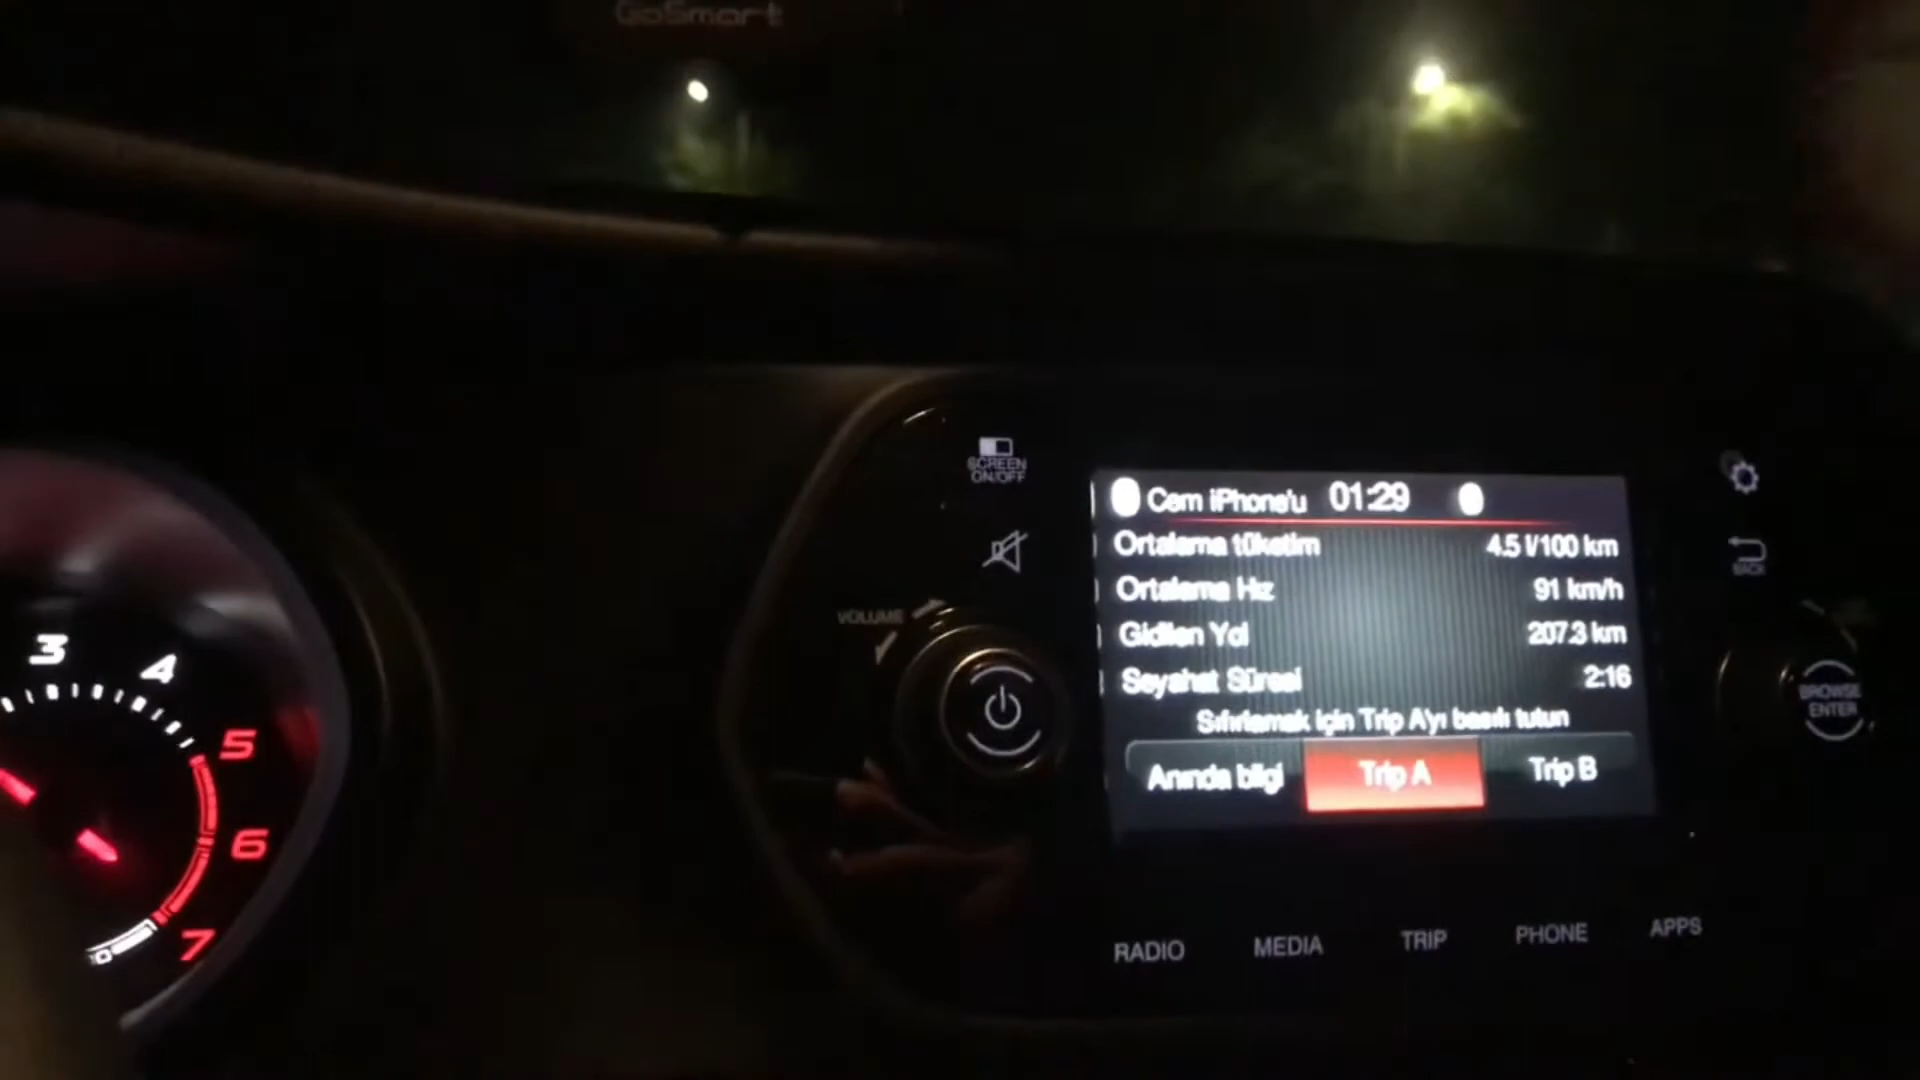 GoSmart
SCREEN
ON/OFF
Cem iPhone'u 01:29
Ortalama tüketim 4.5 l/100 km
Ortalama Hız 91 km/h
VOLUME
Gidilen Yol 207.3 km
Seyahat Süresi 2:16
Sıfırlamak için Trip A'yı basılı tutun
Anında bilgi Trip A Trip B
BACK
BROWSE
ENTER
3
4
5
6
7
RADIO MEDIA TRIP PHONE APPS